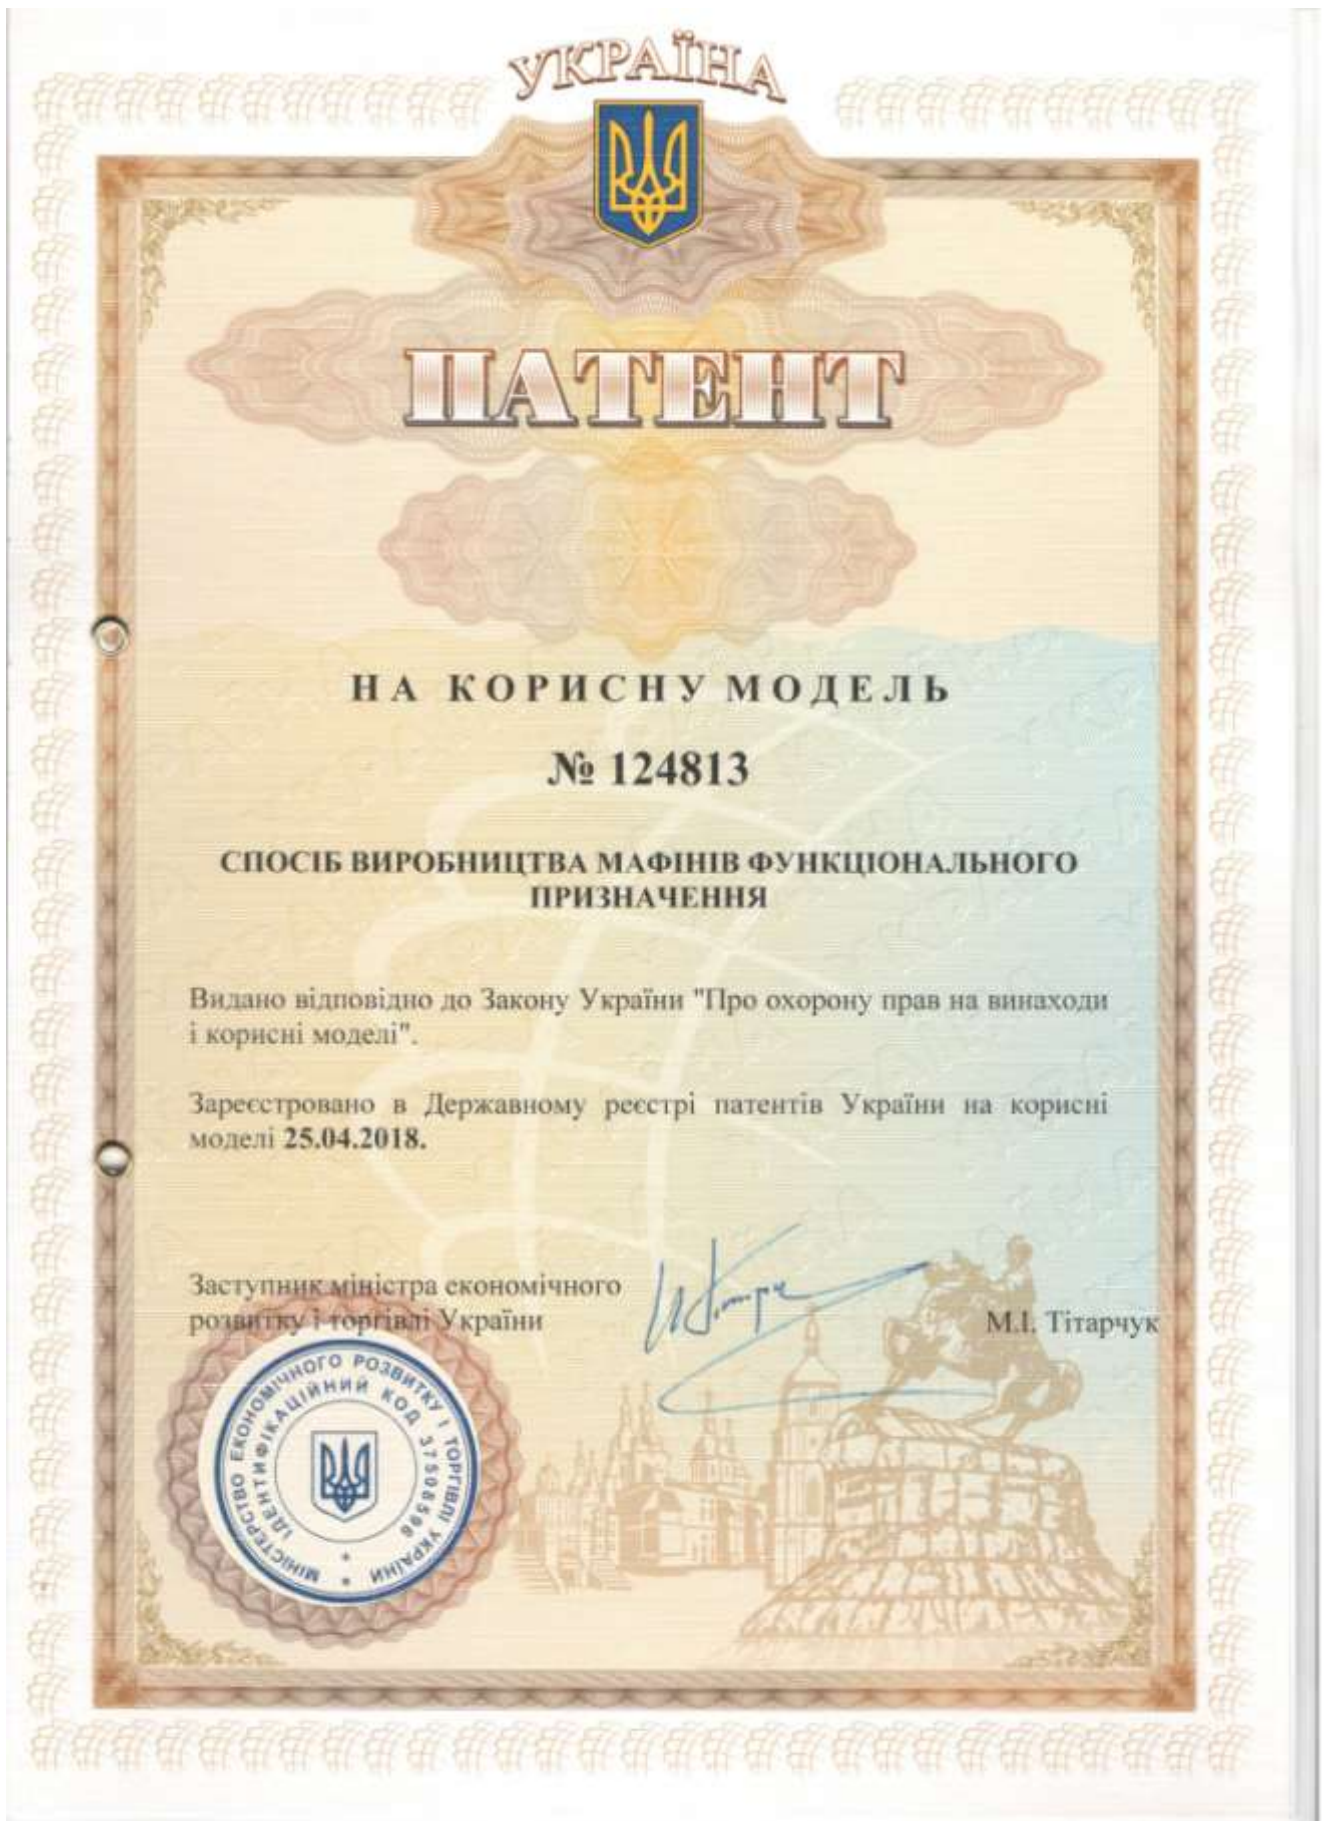 УКРАЇНА
ПАТЕНТ
НА КОРИСНУ МОДЕЛЬ
№ 124813
СПОСІБ ВИРОБНИЦТВА МАФІНІВ ФУНКЦІОНАЛЬНОГО
ПРИЗНАЧЕННЯ
Видано відповідно до Закону України "Про охорону прав на винаходи
і корисні моделі".
Зареєстровано в Державному реєстрі патентів України на корисні
моделі 25.04.2018.
Заступник міністра економічного
розвитку і торгівлі України
М.І. Тітарчук
МІНІСТЕРСТВО ЕКОНОМІЧНОГО РОЗВИТКУ І ТОРГІВЛІ УКРАЇНИ *
ІДЕНТИФІКАЦІЙНИЙ КОД 37508596 *